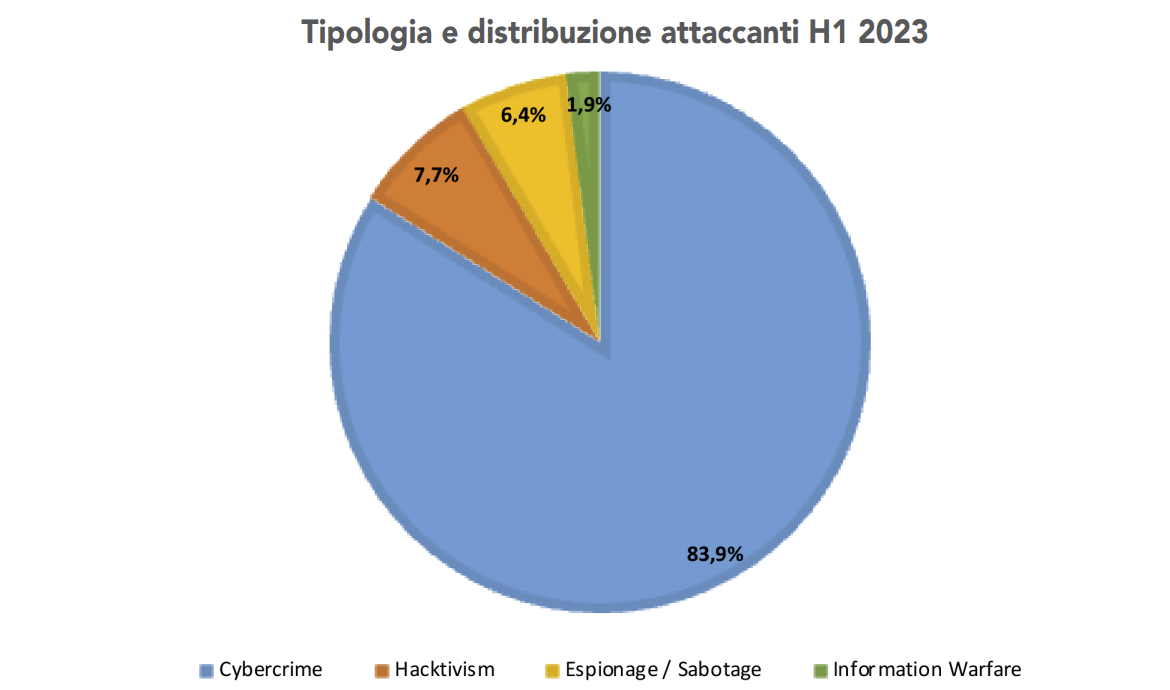 Tipologia e distribuzione attaccanti H1 2023
1,9%
6,4%
7,7%
83,9%
Cybercrime Hacktivism Espionage / Sabotage Information Warfare